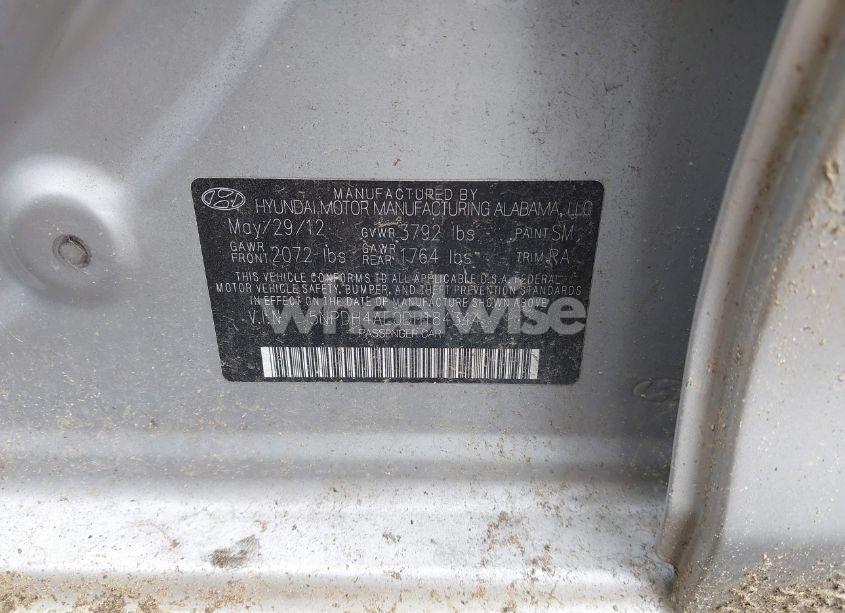 MANUFACTURED BY
HYUNDAI MOTOR MANUFACTURING ALABAMA, LLC
May/29/12 GVWR 3792 lbs PAINT SM
GAWR FRONT 2072 lbs GAWR REAR 1764 lbs TRIM RA
THIS VEHICLE CONFORMS TO ALL APPLICABLE U.S.A. FEDERAL
MOTOR VEHICLE SAFETY, BUMPER, AND THEFT PREVENTION STANDARDS
IN EFFECT ON THE DATE OF MANUFACTURE SHOWN ABOVE
wheelwise
PASSENGER CAR